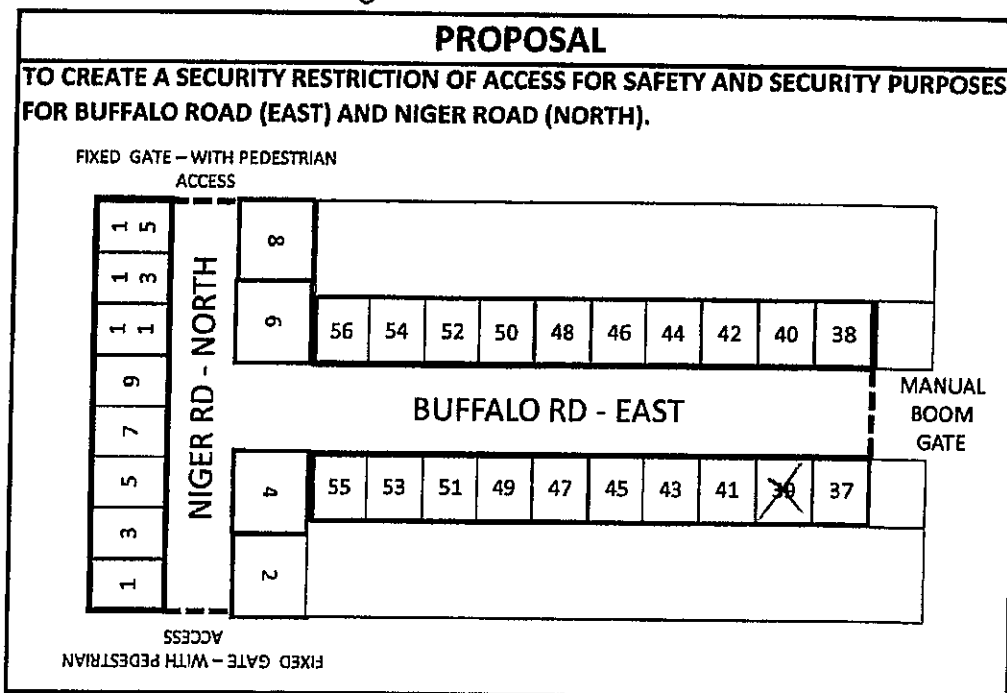 PROPOSAL
TO CREATE A SECURITY RESTRICTION OF ACCESS FOR SAFETY AND SECURITY PURPOSES
FOR BUFFALO ROAD (EAST) AND NIGER ROAD (NORTH).
FIXED GATE – WITH PEDESTRIAN
ACCESS
15
13
11
9
7
5
3
1
NIGER RD - NORTH
8
6
56 54 52 50 48 46 44 42 40 38
BUFFALO RD - EAST
MANUAL
BOOM
GATE
4
55 53 51 49 47 45 43 41 39 37
2
FIXED GATE – WITH PEDESTRIAN
ACCESS